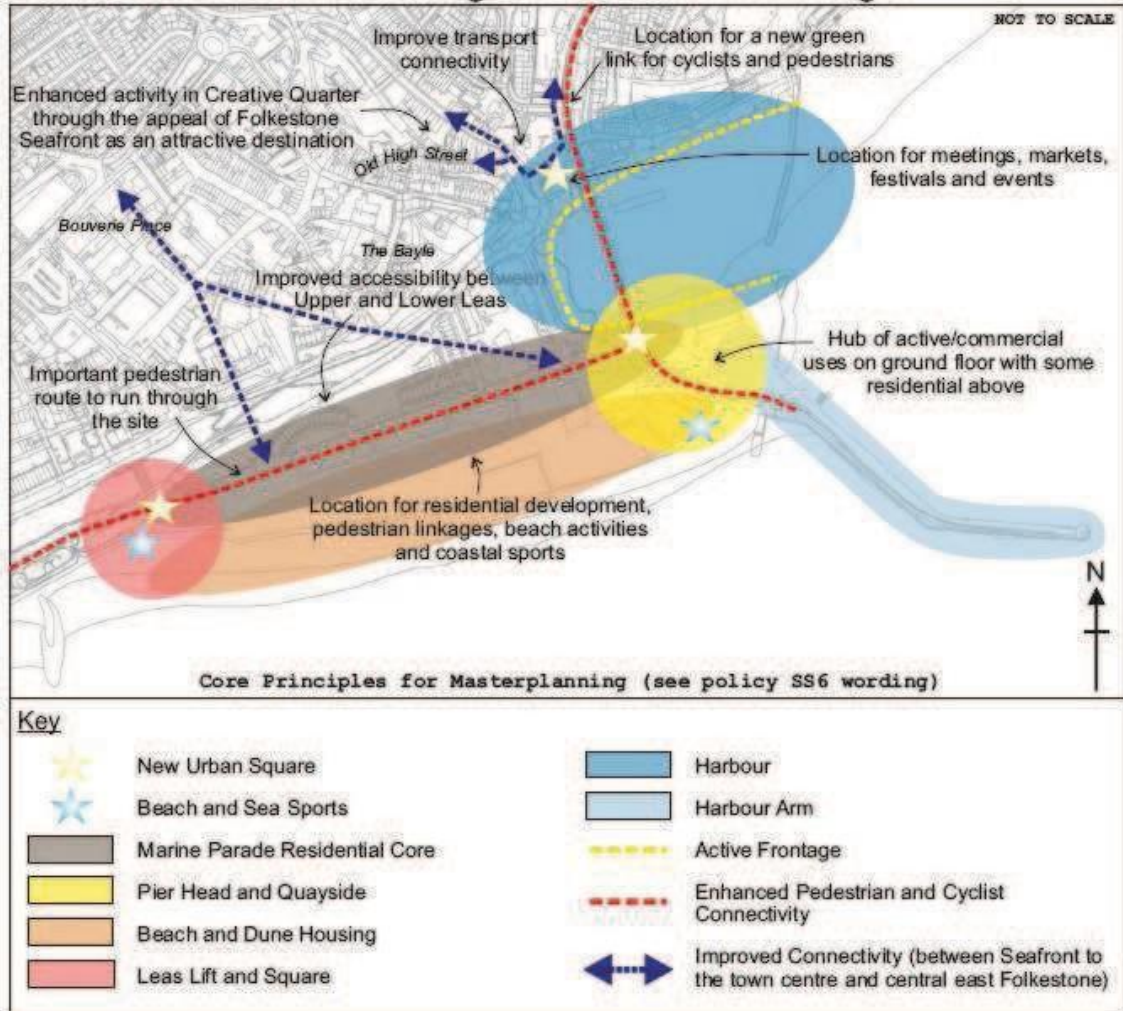 NOT TO SCALE
Improve transport
connectivity
Location for a new green
link for cyclists and pedestrians
Enhanced activity in Creative Quarter
through the appeal of Folkestone
Seafront as an attractive destination
Old High Street
Location for meetings, markets,
festivals and events
Bouverie Place
The Bayle
Improved accessibility between
Upper and Lower Leas
Important pedestrian
route to run through
the site
Hub of active/commercial
uses on ground floor with some
residential above
Location for residential development,
pedestrian linkages, beach activities
and coastal sports
N
Core Principles for Masterplanning (see policy SS6 wording)
Key
New Urban Square
Beach and Sea Sports
Marine Parade Residential Core
Pier Head and Quayside
Beach and Dune Housing
Leas Lift and Square
Harbour
Harbour Arm
Active Frontage
Enhanced Pedestrian and Cyclist
Connectivity
Improved Connectivity (between Seafront to
the town centre and central east Folkestone)